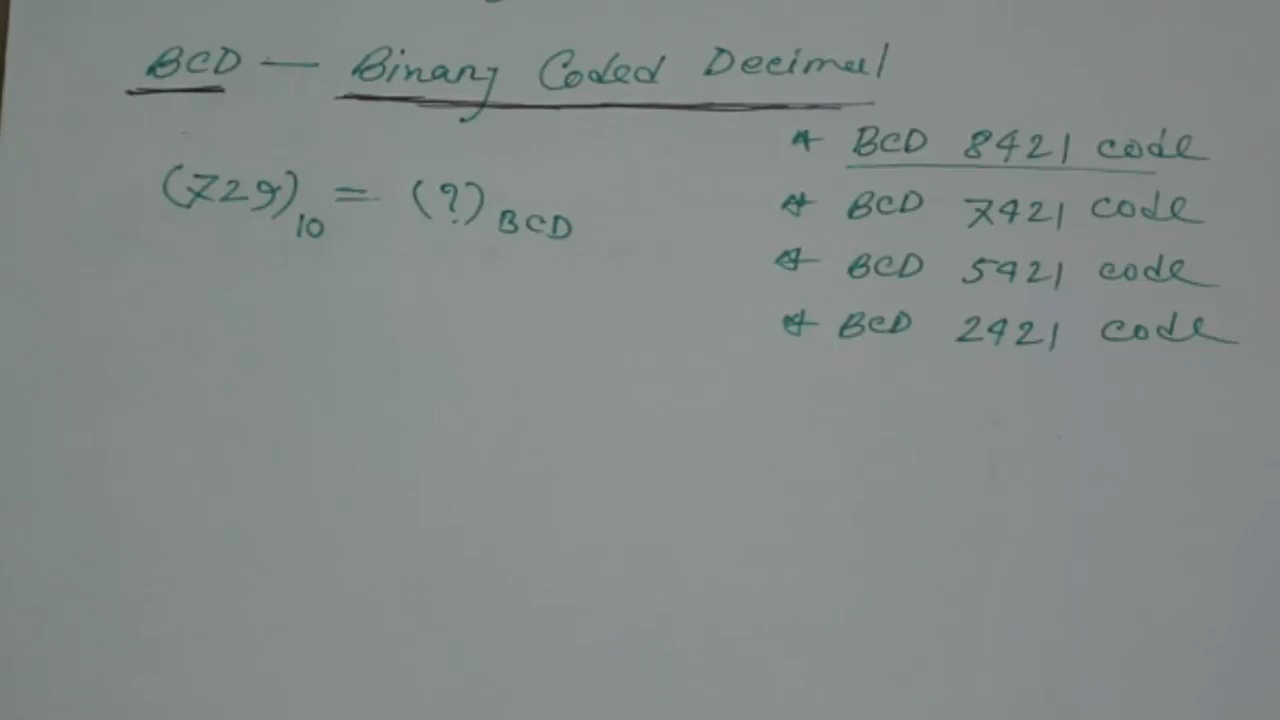 BCD — Binary Coded Decimal
(729)10 = (?)BCD
* BCD 8421 code
* BCD 7421 code
* BCD 5421 code
* BCD 2421 code